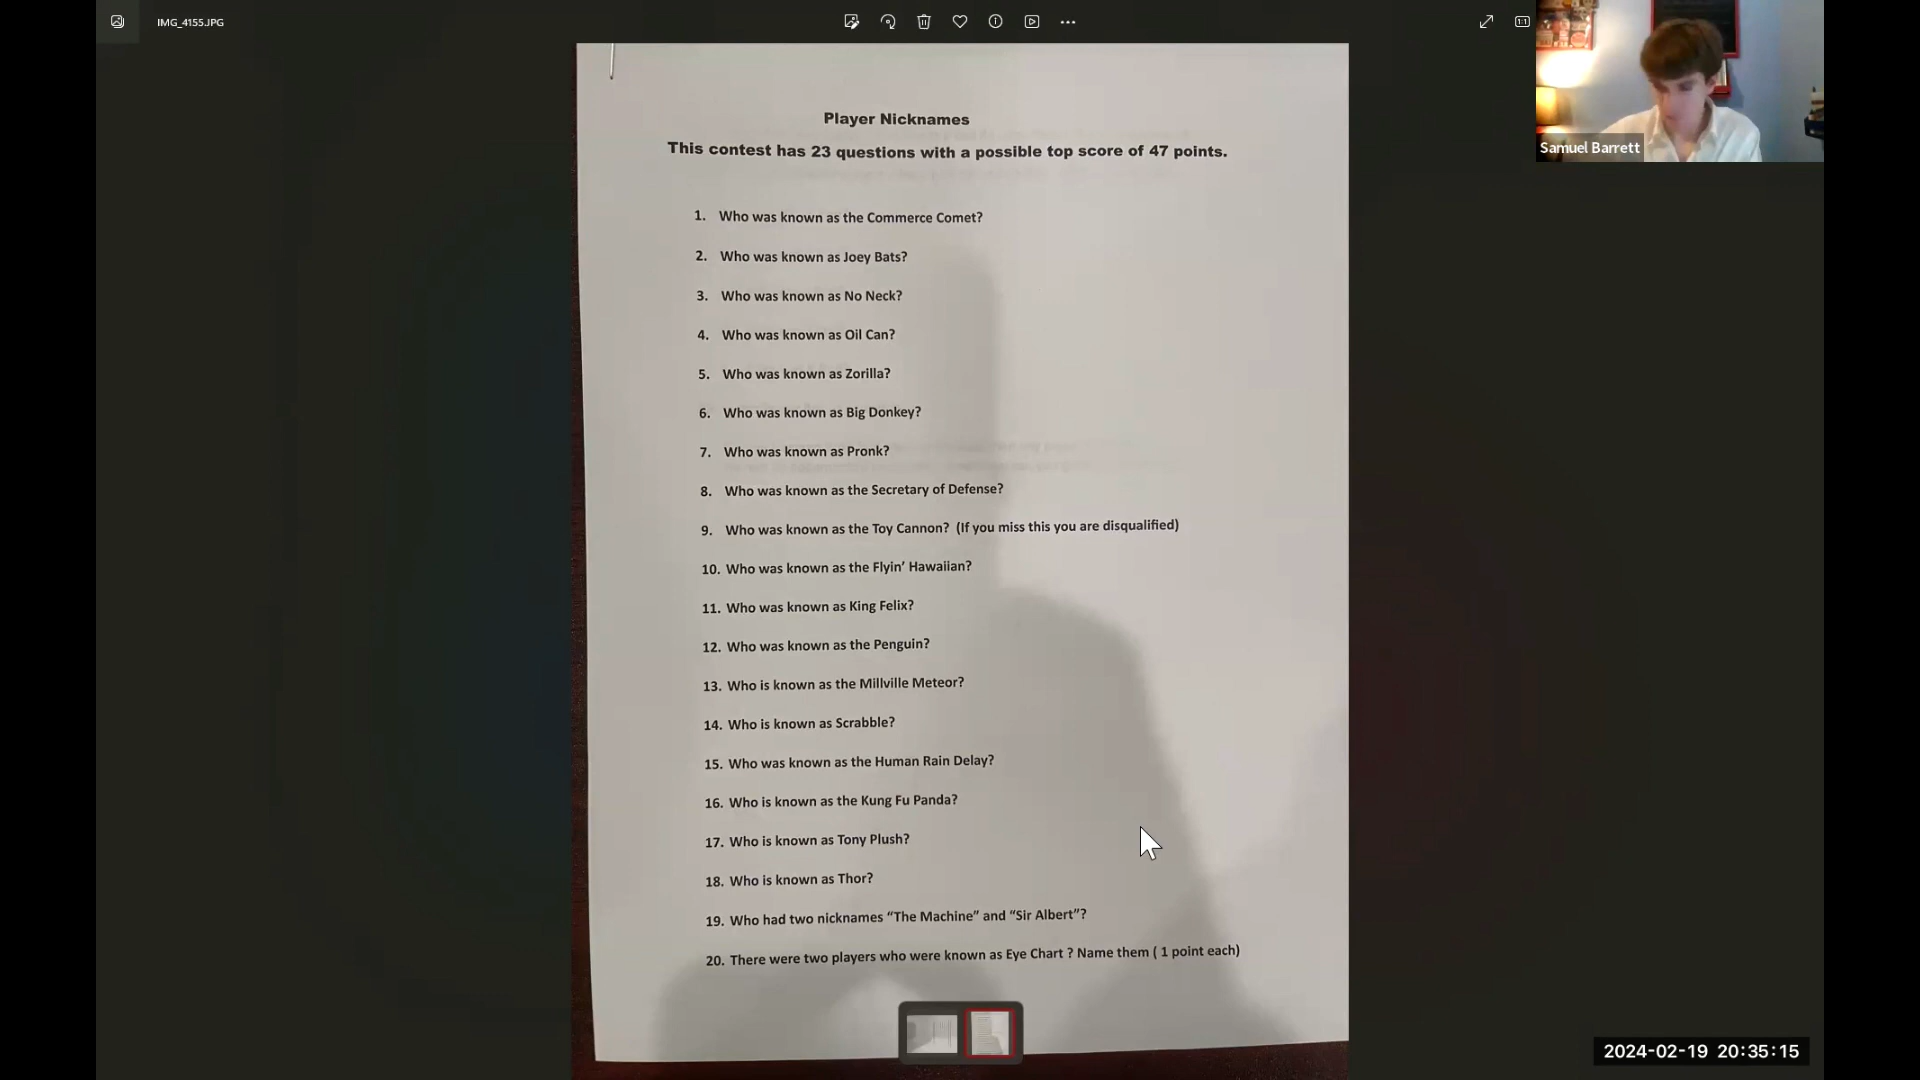 IMG_4155.JPG
1:1
Samuel Barrett
Player Nicknames
This contest has 23 questions with a possible top score of 47 points.
1. Who was known as the Commerce Comet?
2. Who was known as Joey Bats?
3. Who was known as No Neck?
4. Who was known as Oil Can?
5. Who was known as Zorilla?
6. Who was known as Big Donkey?
7. Who was known as Pronk?
8. Who was known as the Secretary of Defense?
9. Who was known as the Toy Cannon? (If you miss this you are disqualified)
10. Who was known as the Flyin’ Hawaiian?
11. Who was known as King Felix?
12. Who was known as the Penguin?
13. Who is known as the Millville Meteor?
14. Who is known as Scrabble?
15. Who was known as the Human Rain Delay?
16. Who is known as the Kung Fu Panda?
17. Who is known as Tony Plush?
18. Who is known as Thor?
19. Who had two nicknames “The Machine” and “Sir Albert”?
20. There were two players who were known as Eye Chart ? Name them ( 1 point each)
2024-02-19 20:35:15